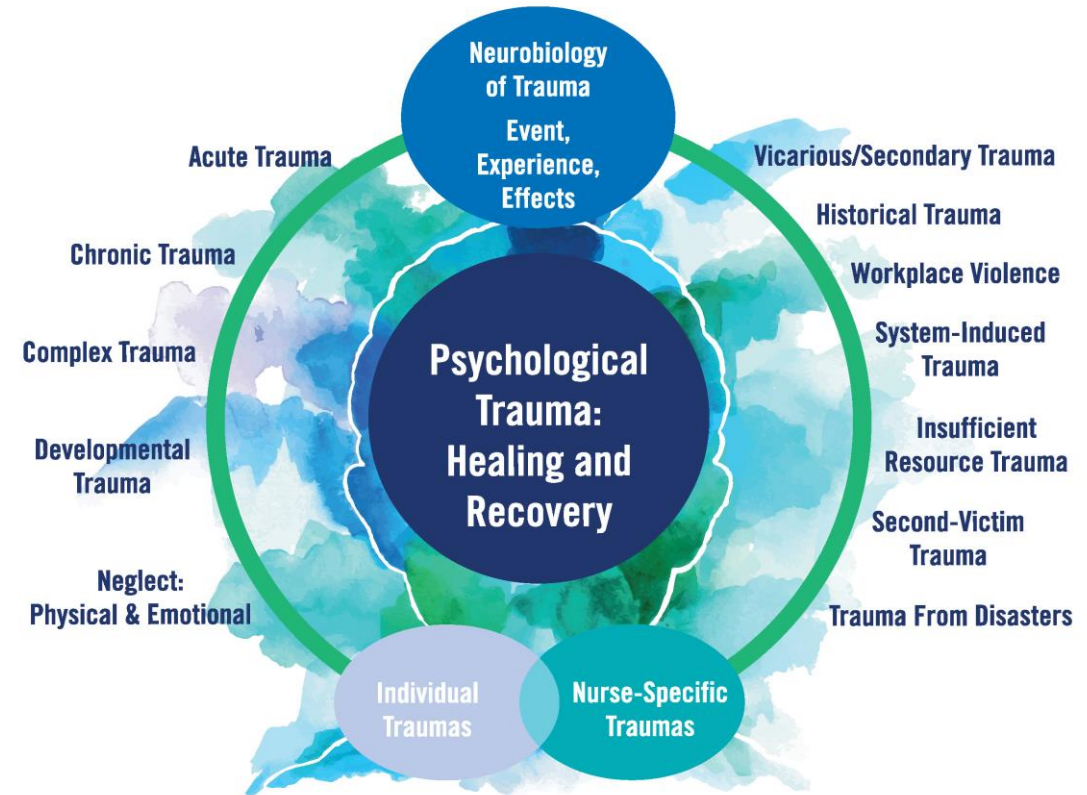 Neurobiology
of Trauma
Event,
Experience,
Effects
Acute Trauma
Chronic Trauma
Complex Trauma
Developmental
Trauma
Neglect:
Physical & Emotional
Psychological
Trauma:
Healing and
Recovery
Vicarious/Secondary Trauma
Historical Trauma
Workplace Violence
System-Induced
Trauma
Insufficient
Resource Trauma
Second-Victim
Trauma
Trauma From Disasters
Individual
Traumas
Nurse-Specific
Traumas